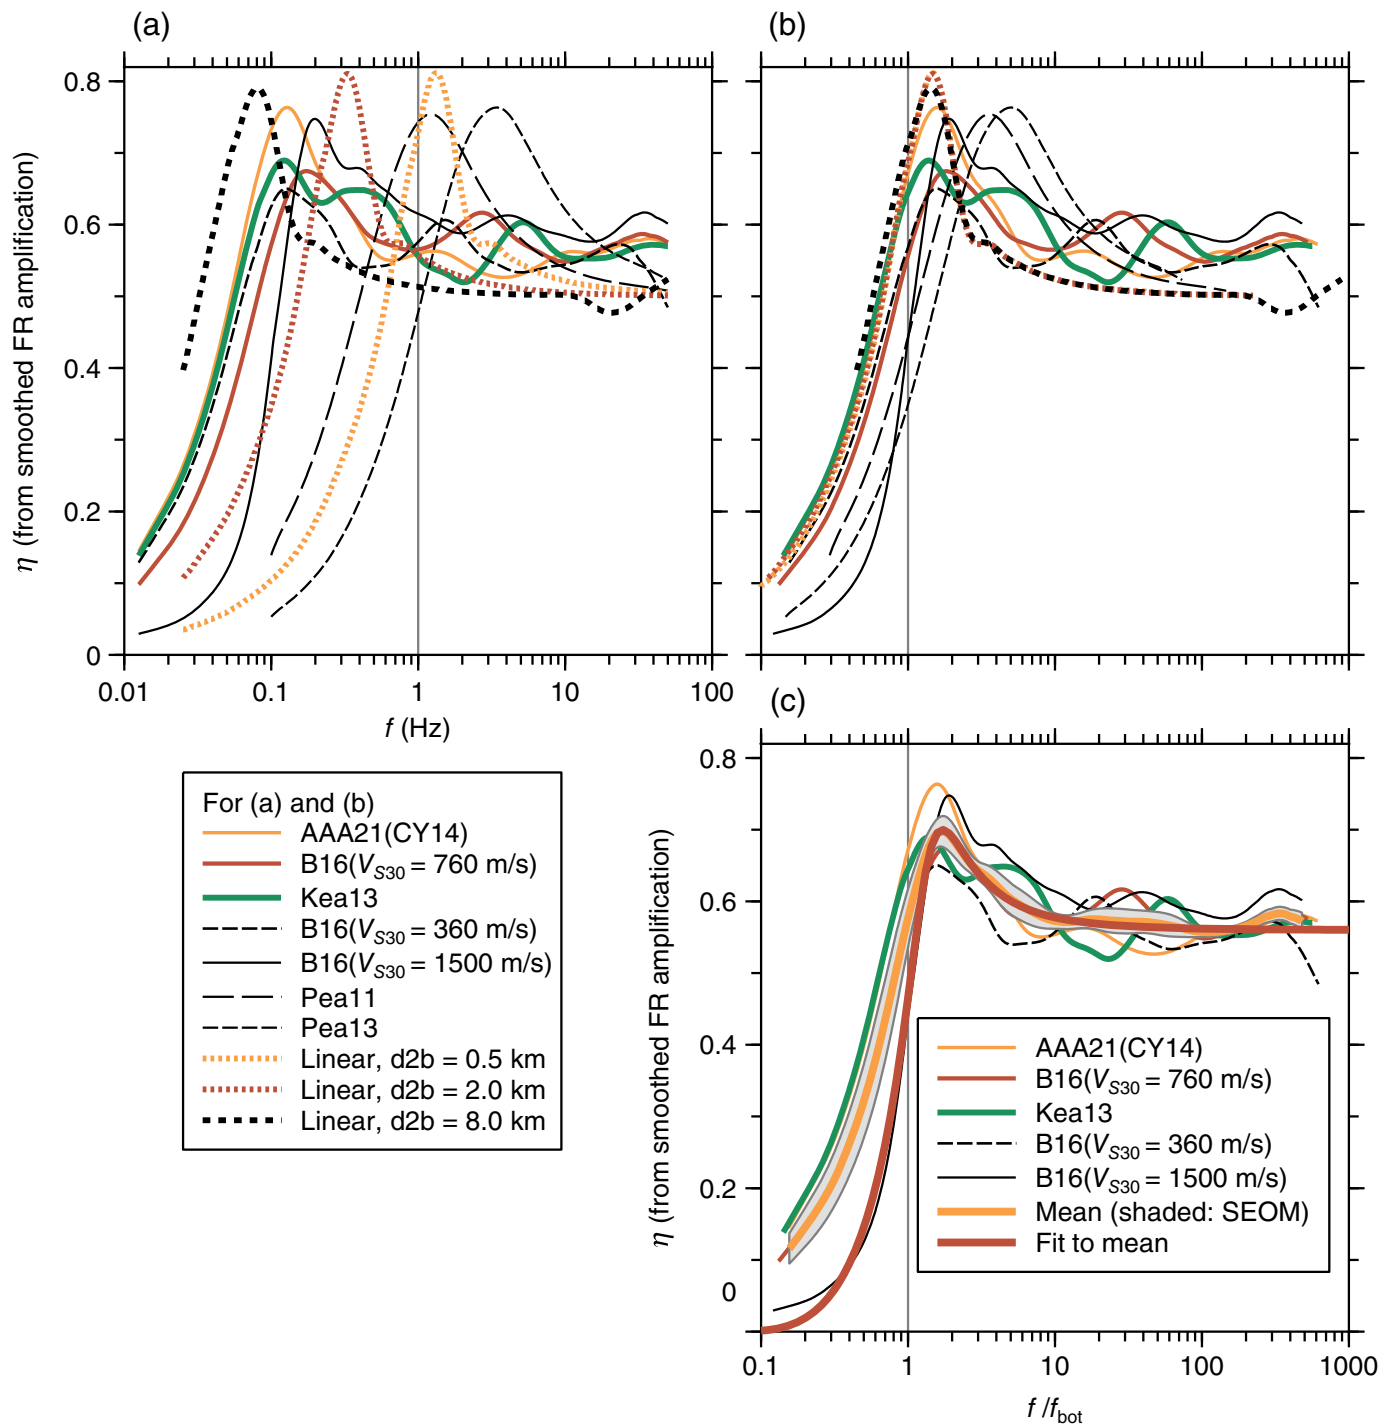 (a)
(b)
0.8
0.6
0.4
0.2
0
η (from smoothed FR amplification)
0.01
0.1
1
10
100
f (Hz)
(c)
For (a) and (b)
AAA21(CY14)
B16(VS30 = 760 m/s)
Kea13
B16(VS30 = 360 m/s)
B16(VS30 = 1500 m/s)
Pea11
Pea13
Linear, d2b = 0.5 km
Linear, d2b = 2.0 km
Linear, d2b = 8.0 km
0.8
0.6
0.4
0.2
0
η (from smoothed FR amplification)
AAA21(CY14)
B16(VS30 = 760 m/s)
Kea13
B16(VS30 = 360 m/s)
B16(VS30 = 1500 m/s)
Mean (shaded: SEOM)
Fit to mean
0.1
1
10
100
1000
f /fbot